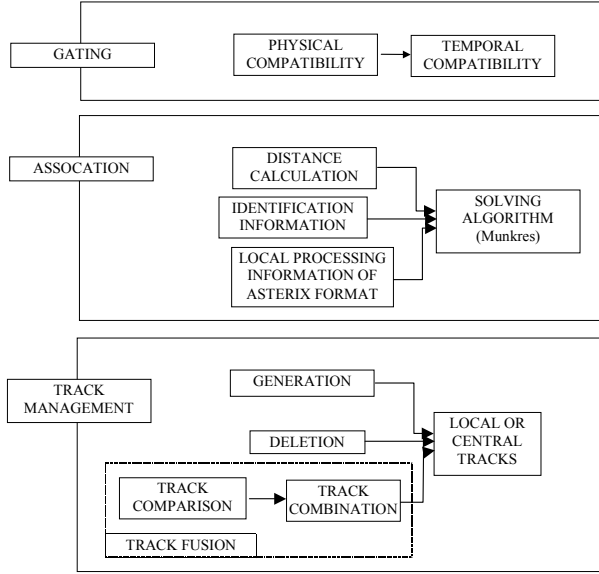 GATING
PHYSICAL
COMPATIBILITY
TEMPORAL
COMPATIBILITY
ASSOCATION
DISTANCE
CALCULATION
IDENTIFICATION
INFORMATION
LOCAL PROCESSING
INFORMATION OF
ASTERIX FORMAT
SOLVING
ALGORITHM
(Munkres)
TRACK
MANAGEMENT
GENERATION
DELETION
LOCAL OR
CENTRAL
TRACKS
TRACK
COMPARISON
TRACK
COMBINATION
TRACK FUSION